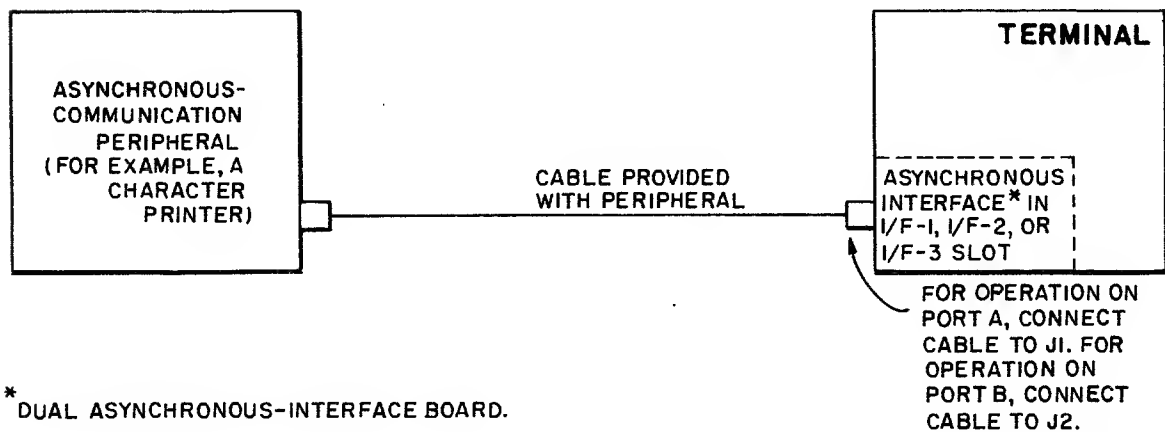 ASYNCHRONOUS-
COMMUNICATION
PERIPHERAL
(FOR EXAMPLE, A
CHARACTER
PRINTER)
CABLE PROVIDED
WITH PERIPHERAL
TERMINAL
ASYNCHRONOUS
INTERFACE* IN
I/F-1, I/F-2, OR
I/F-3 SLOT
FOR OPERATION ON
PORT A, CONNECT
CABLE TO J1. FOR
OPERATION ON
PORT B, CONNECT
CABLE TO J2.
*DUAL ASYNCHRONOUS-INTERFACE BOARD.